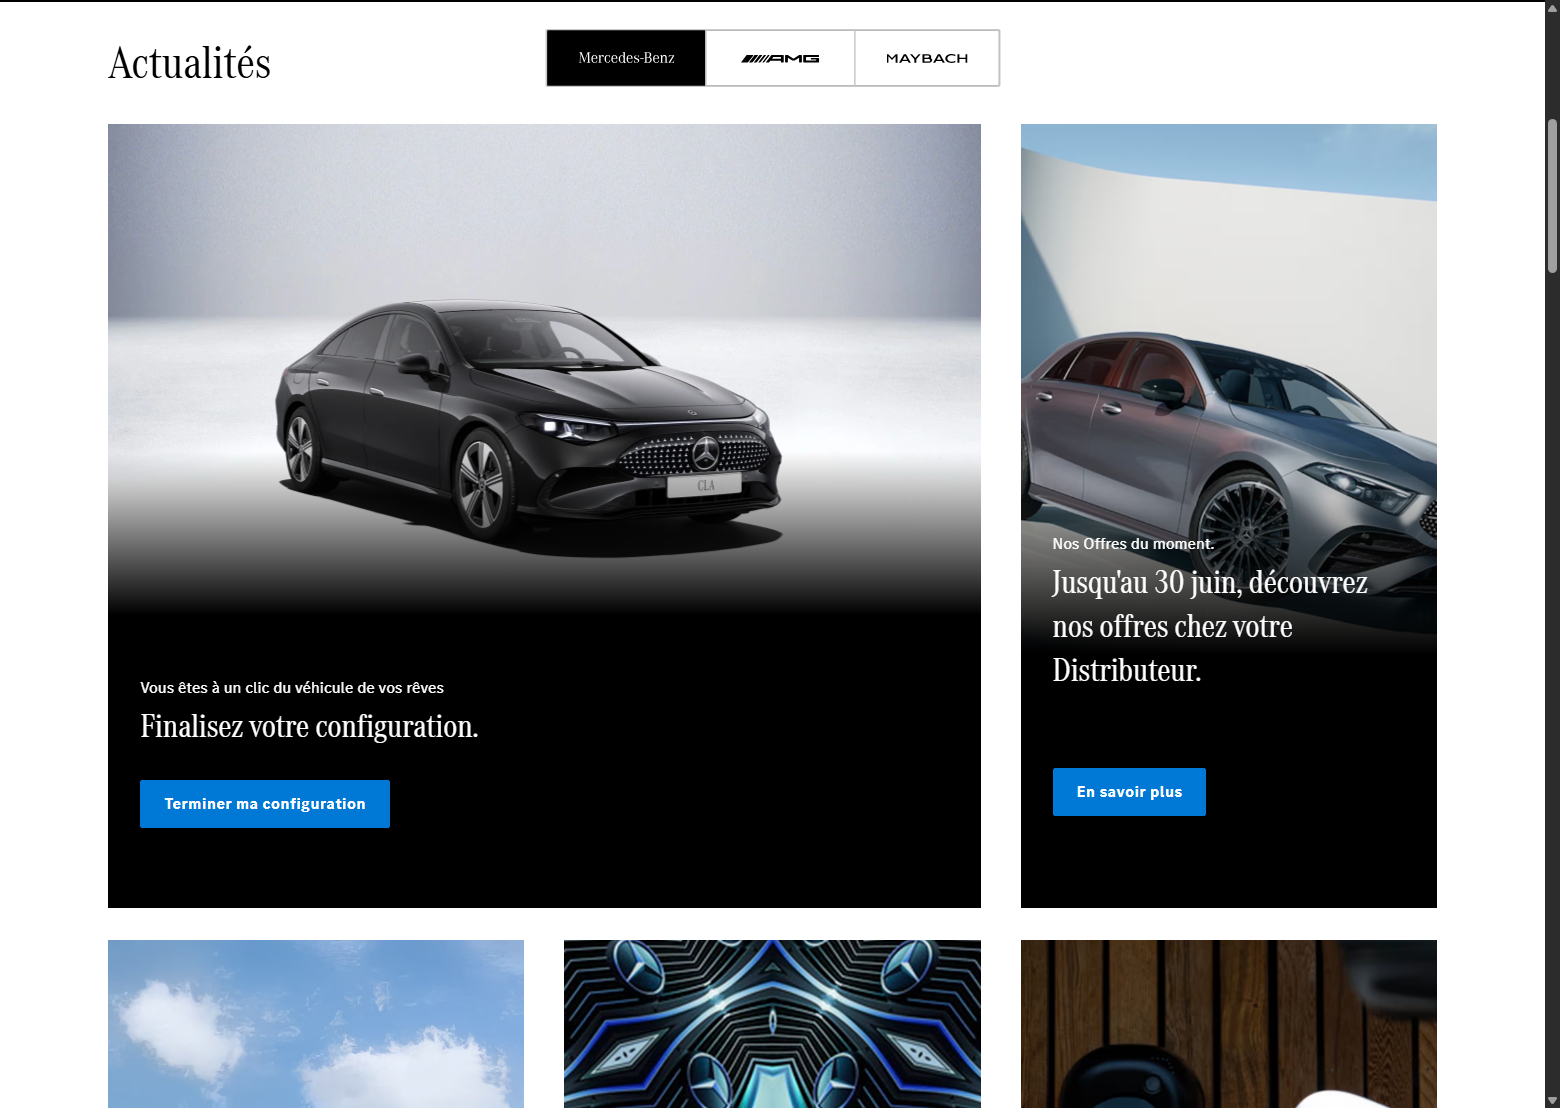 Actualités
Mercedes-Benz
AMG
MAYBACH
CLA
Vous êtes à un clic du véhicule de vos rêves
Finalisez votre configuration.
Terminer ma configuration
Nos Offres du moment.
Jusqu'au 30 juin, découvrez
nos offres chez votre
Distributeur.
En savoir plus